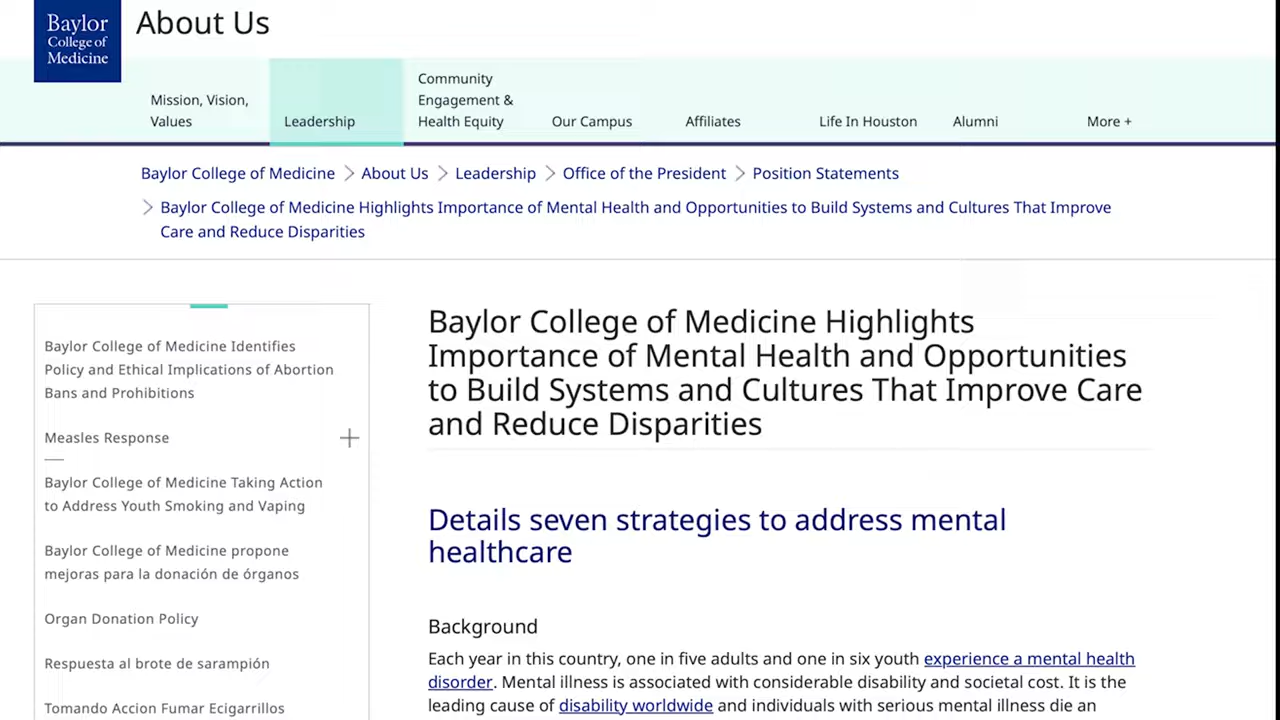 Baylor
College of
Medicine
About Us
Mission, Vision,
Values
Leadership
Community
Engagement &
Health Equity
Our Campus
Affiliates
Life In Houston
Alumni
More +
Baylor College of Medicine > About Us > Leadership > Office of the President > Position Statements
> Baylor College of Medicine Highlights Importance of Mental Health and Opportunities to Build Systems and Cultures That Improve
Care and Reduce Disparities
Baylor College of Medicine Identifies
Policy and Ethical Implications of Abortion
Bans and Prohibitions
Measles Response +
Baylor College of Medicine Taking Action
to Address Youth Smoking and Vaping
Baylor College of Medicine propone
mejoras para la donación de órganos
Organ Donation Policy
Respuesta al brote de sarampión
Tomando Accion Fumar Ecigarrillos
Baylor College of Medicine Highlights
Importance of Mental Health and Opportunities
to Build Systems and Cultures That Improve Care
and Reduce Disparities
Details seven strategies to address mental
healthcare
Background
Each year in this country, one in five adults and one in six youth experience a mental health
disorder. Mental illness is associated with considerable disability and societal cost. It is the
leading cause of disability worldwide and individuals with serious mental illness die an